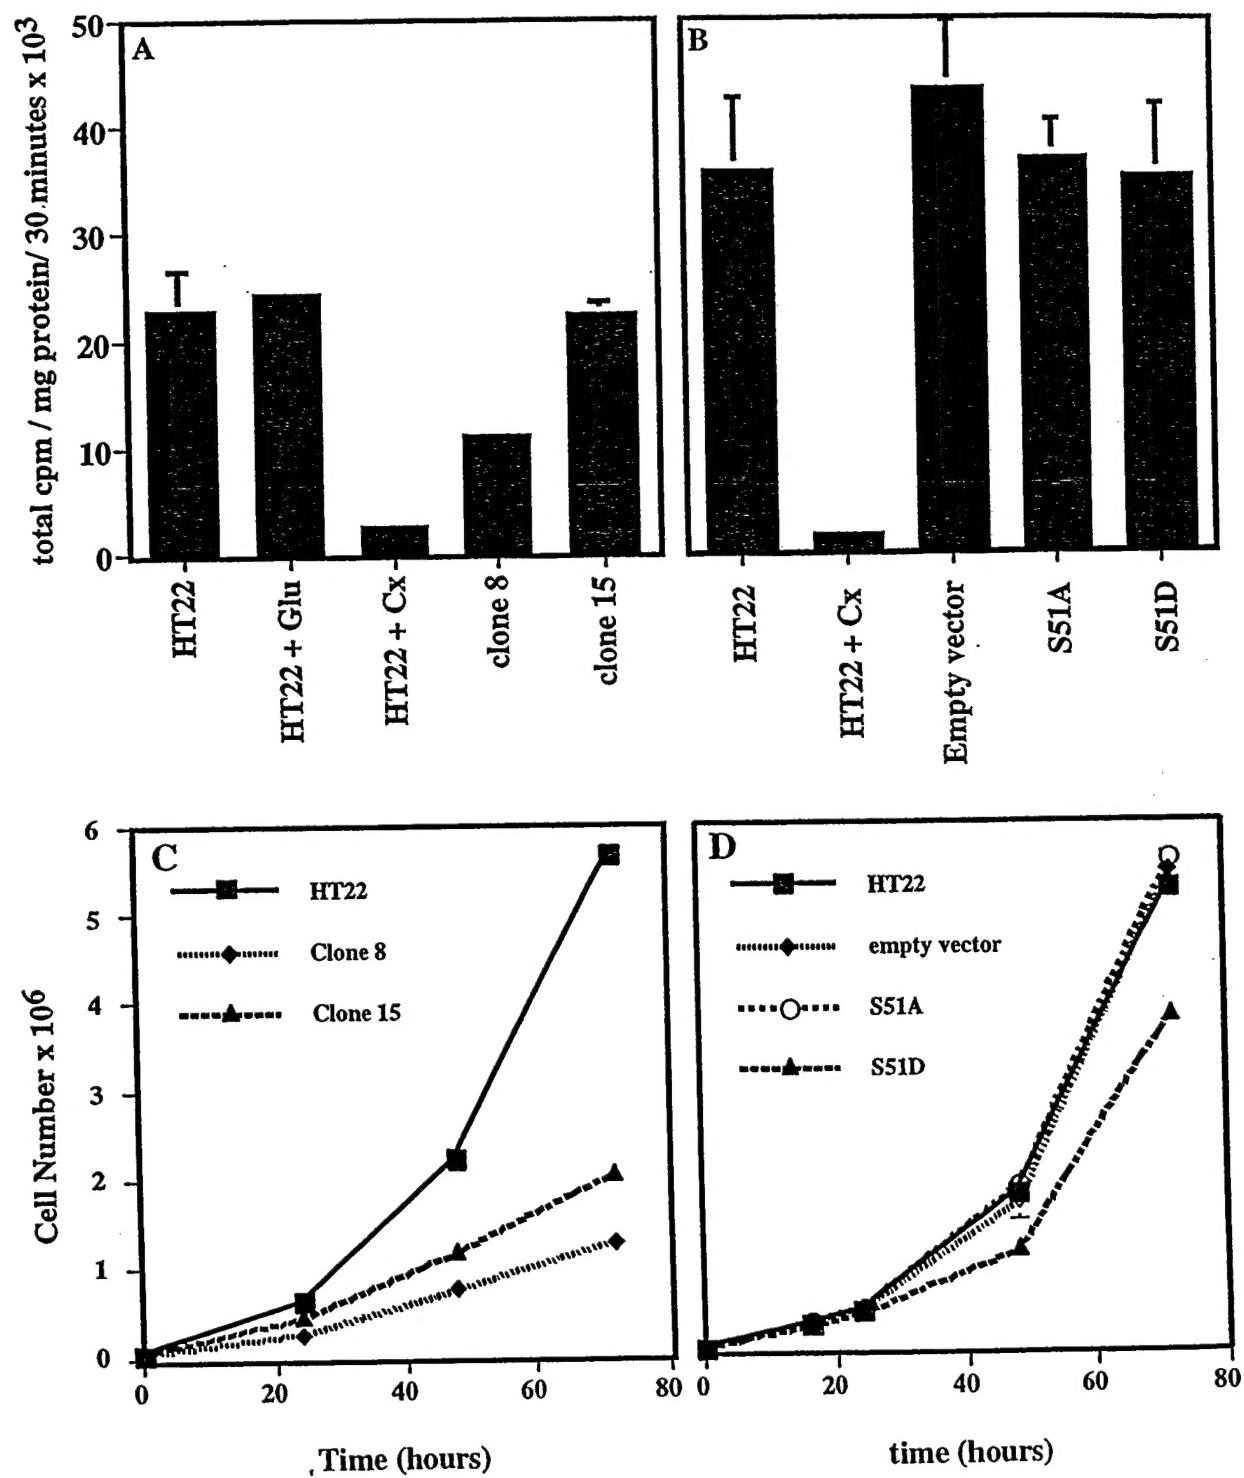 total cpm / mg protein/ 30 minutes x 10³
50
40
30
20
10
0
A
HT22
HT22 + Glu
HT22 + Cx
clone 8
clone 15
B
HT22
HT22 + Cx
Empty vector
S51A
S51D
Cell Number x 10⁶
6
5
4
3
2
1
0
C
HT22
Clone 8
Clone 15
0
20
40
60
80
Time (hours)
D
HT22
empty vector
S51A
S51D
0
20
40
60
80
time (hours)